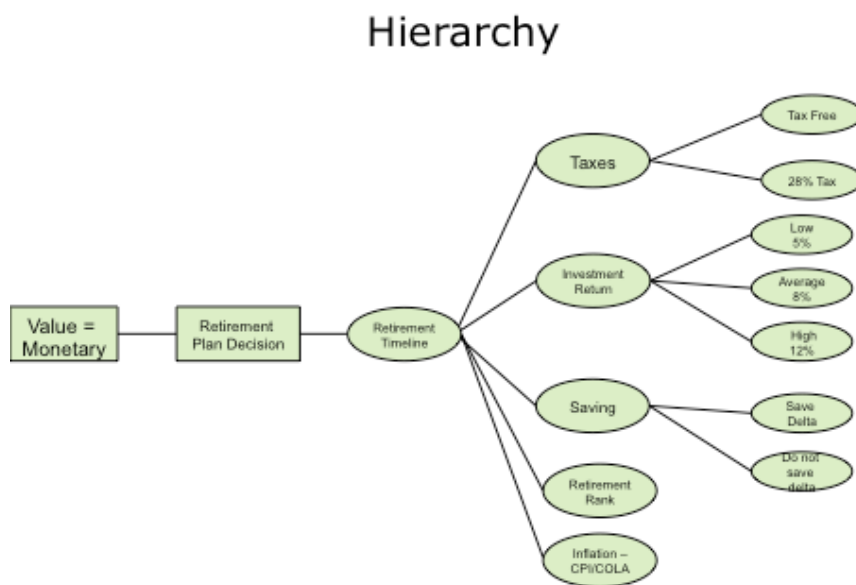 Hierarchy
Value =
Monetary
Retirement
Plan Decision
Retirement
Timeline
Taxes
Tax Free
28% Tax
Investment
Return
Low
5%
Average
8%
High
12%
Saving
Save
Delta
Do not
save
delta
Retirement
Rank
Inflation –
CPI/COLA